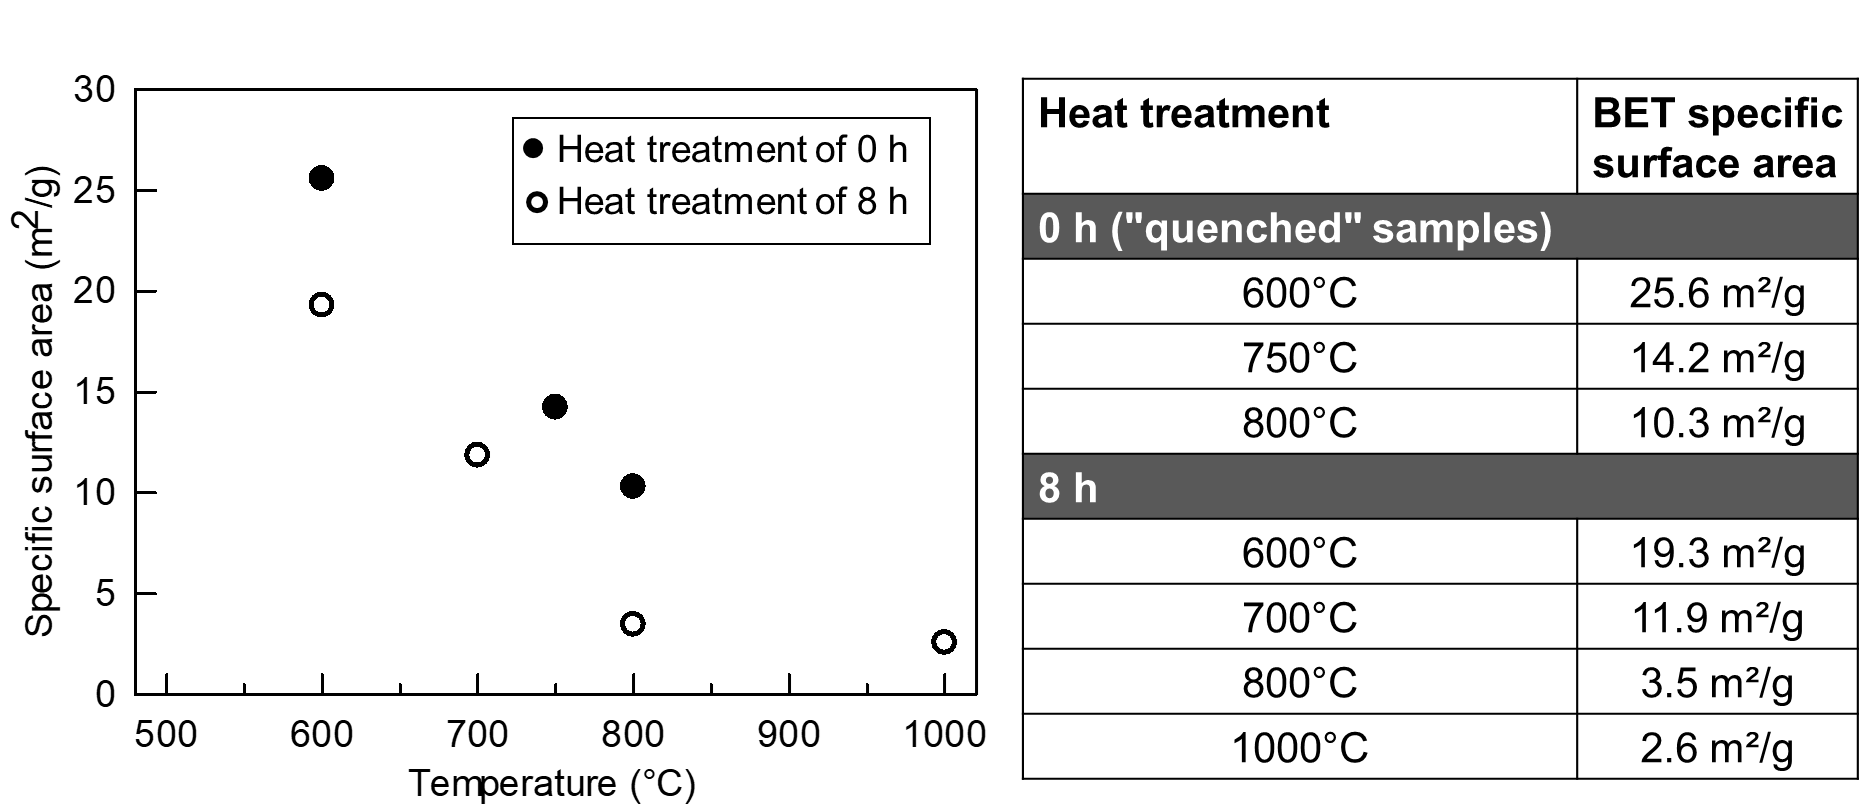 30
25
20
15
10
5
0
Specific surface area (m²/g)
Heat treatment of 0 h
Heat treatment of 8 h
500 600 700 800 900 1000
Temperature (°C)
Heat treatment BET specific
surface area
0 h ("quenched" samples)
600°C 25.6 m²/g
750°C 14.2 m²/g
800°C 10.3 m²/g
8 h
600°C 19.3 m²/g
700°C 11.9 m²/g
800°C 3.5 m²/g
1000°C 2.6 m²/g